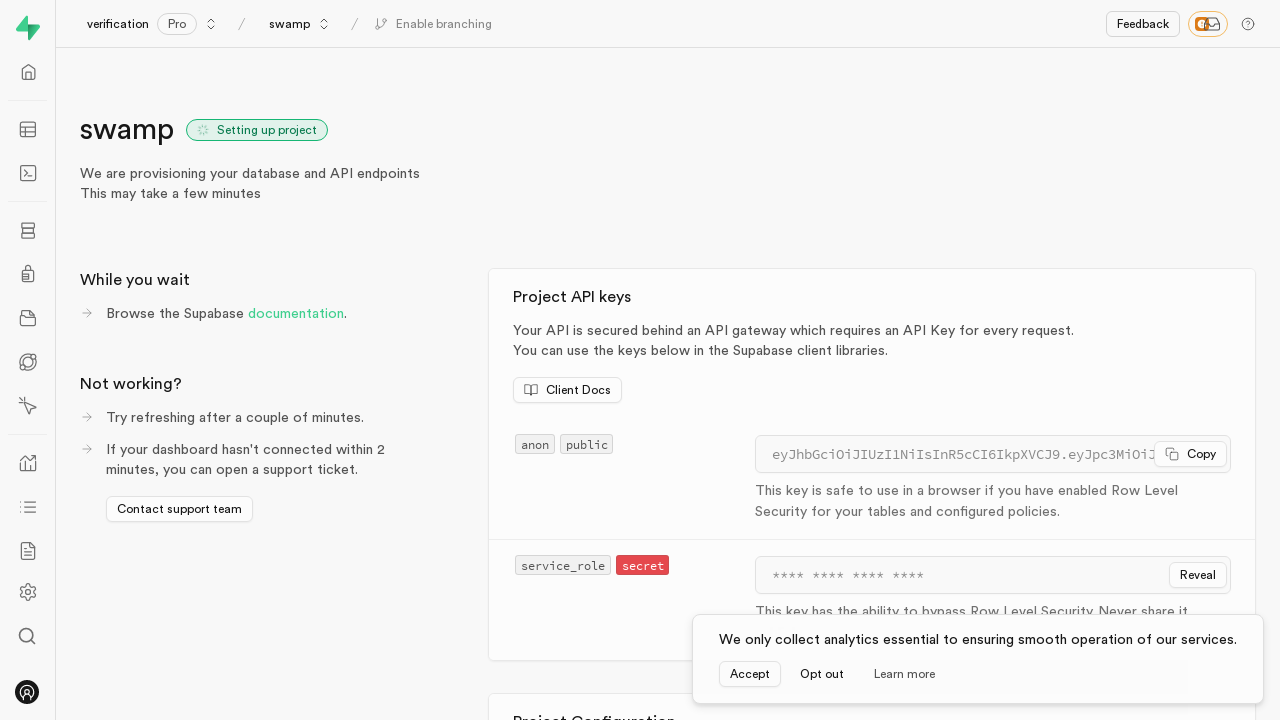 verification Pro / swamp / Enable branching
Feedback
swamp Setting up project
We are provisioning your database and API endpoints
This may take a few minutes
While you wait
Browse the Supabase documentation.
Not working?
Try refreshing after a couple of minutes.
If your dashboard hasn't connected within 2
minutes, you can open a support ticket.
Contact support team
Project API keys
Your API is secured behind an API gateway which requires an API Key for every request.
You can use the keys below in the Supabase client libraries.
Client Docs
anon public
eyJhbGciOiJIUzI1NiIsInR5cCI6IkpXVCJ9.eyJpc3MiOiJ
Copy
This key is safe to use in a browser if you have enabled Row Level
Security for your tables and configured policies.
service_role secret
**** **** **** ****
Reveal
This key has the ability to bypass Row Level Security. Never share it
We only collect analytics essential to ensuring smooth operation of our services.
Accept Opt out Learn more
Project Configuration